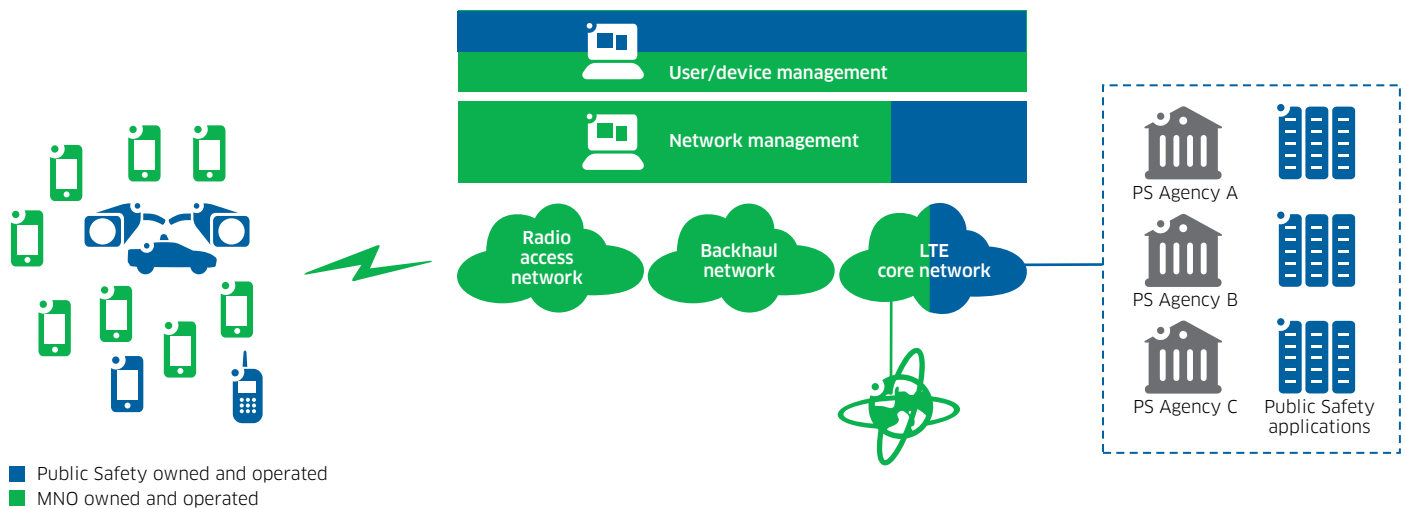 User/device management
Network management
Radio
access
network
Backhaul
network
LTE
core network
PS Agency A
PS Agency B
PS Agency C
Public Safety
applications
Public Safety owned and operated
MNO owned and operated